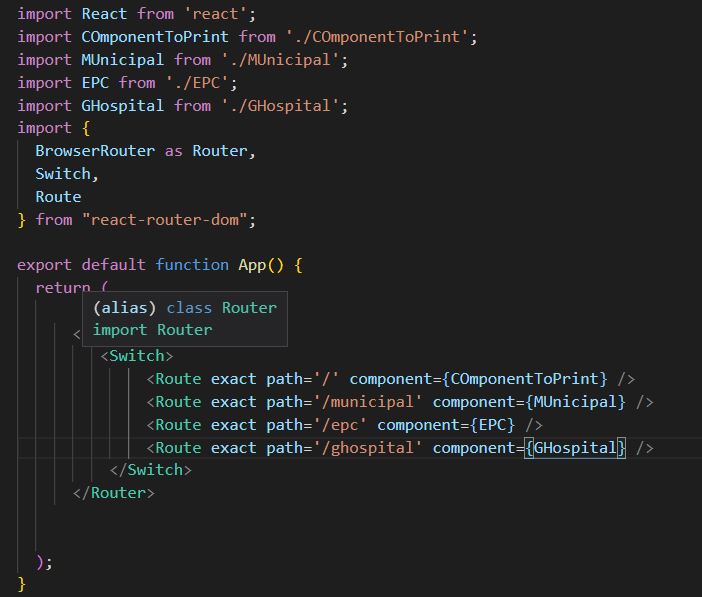 import React from 'react';
import COmponentToPrint from './COmponentToPrint';
import MUnicipal from './MUnicipal';
import EPC from './EPC';
import GHospital from './GHospital';
import {
  BrowserRouter as Router,
  Switch,
  Route
} from "react-router-dom";
export default function App() {
  return (
(alias) class Router
import Router
      <
        <Switch>
             <Route exact path='/' component={COmponentToPrint} />
             <Route exact path='/municipal' component={MUnicipal} />
             <Route exact path='/epc' component={EPC} />
             <Route exact path='/ghospital' component={GHospital} />
         </Switch>
      </Router>
  );
}